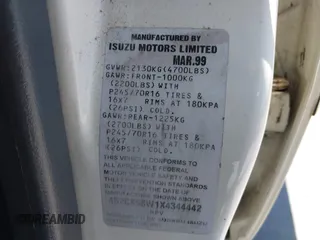 MANUFACTURED BY
ISUZU MOTORS LIMITED
MAR.99
GVWR:2130KG(4700LBS)
GAWR:FRONT-1000KG
(2200LBS)WITH
P245/70R16 TIRES &
16x7 RIMS AT 180KPA
(26PSI) COLD.
GAWR:REAR-1225KG
(2700LBS)WITH
P245/70R16 TIRES &
16x7 RIMS AT 180KPA
(26PSI) COLD.
THIS VEHICLE CONFORMS TO
ALL APPLICABLE FEDERAL
MOTOR VEHICLE SAFETY
AND THEFT PREVENTION
STANDARDS IN EFFECT ON
THE DATE OF MANUFACTURE
SHOWN ABOVE.
MPV
AUTOBIDMASTER